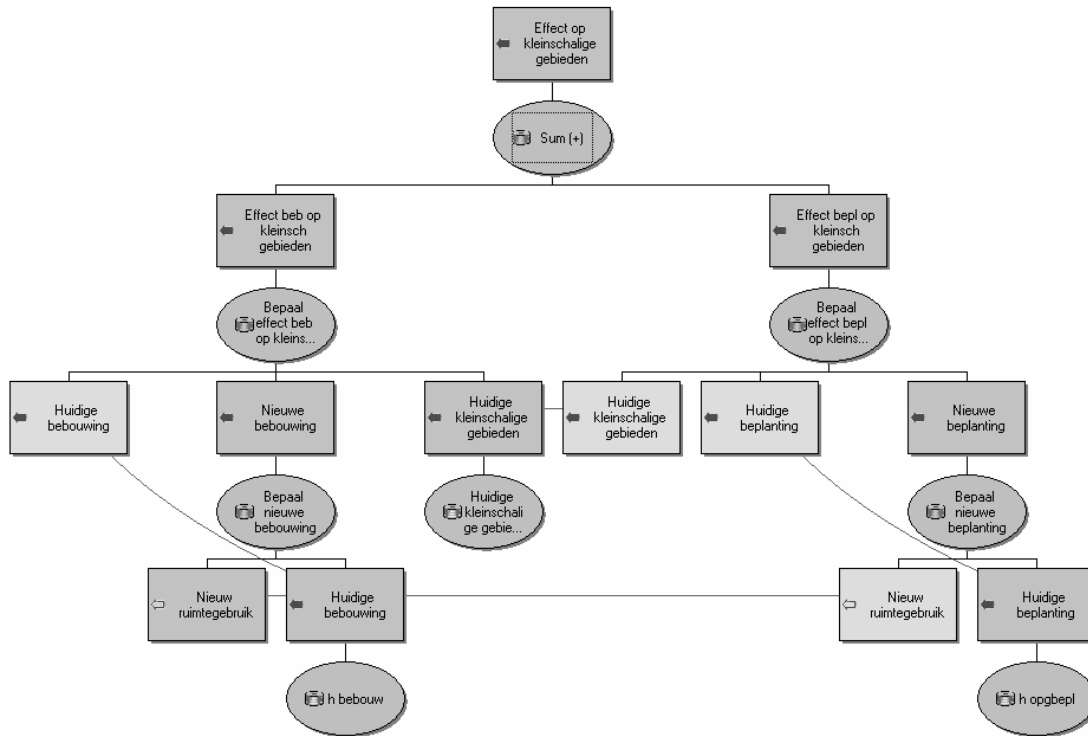 Effect op
kleinschalige
gebieden
Sum (+)
Effect beb op
kleinsch
gebieden
Effect bepl op
kleinsch
gebieden
Bepaal
effect beb
op kleins...
Bepaal
effect bepl
op kleins...
Huidige
bebouwing
Nieuwe
bebouwing
Huidige
kleinschalige
gebieden
Huidige
kleinschalige
gebieden
Huidige
beplanting
Nieuwe
beplanting
Bepaal
nieuwe
bebouwing
Huidige
kleinschali
ge gebie...
Bepaal
nieuwe
beplanting
Nieuw
ruimtegebruik
Huidige
bebouwing
Nieuw
ruimtegebruik
Huidige
beplanting
h bebouw
h opgbepl